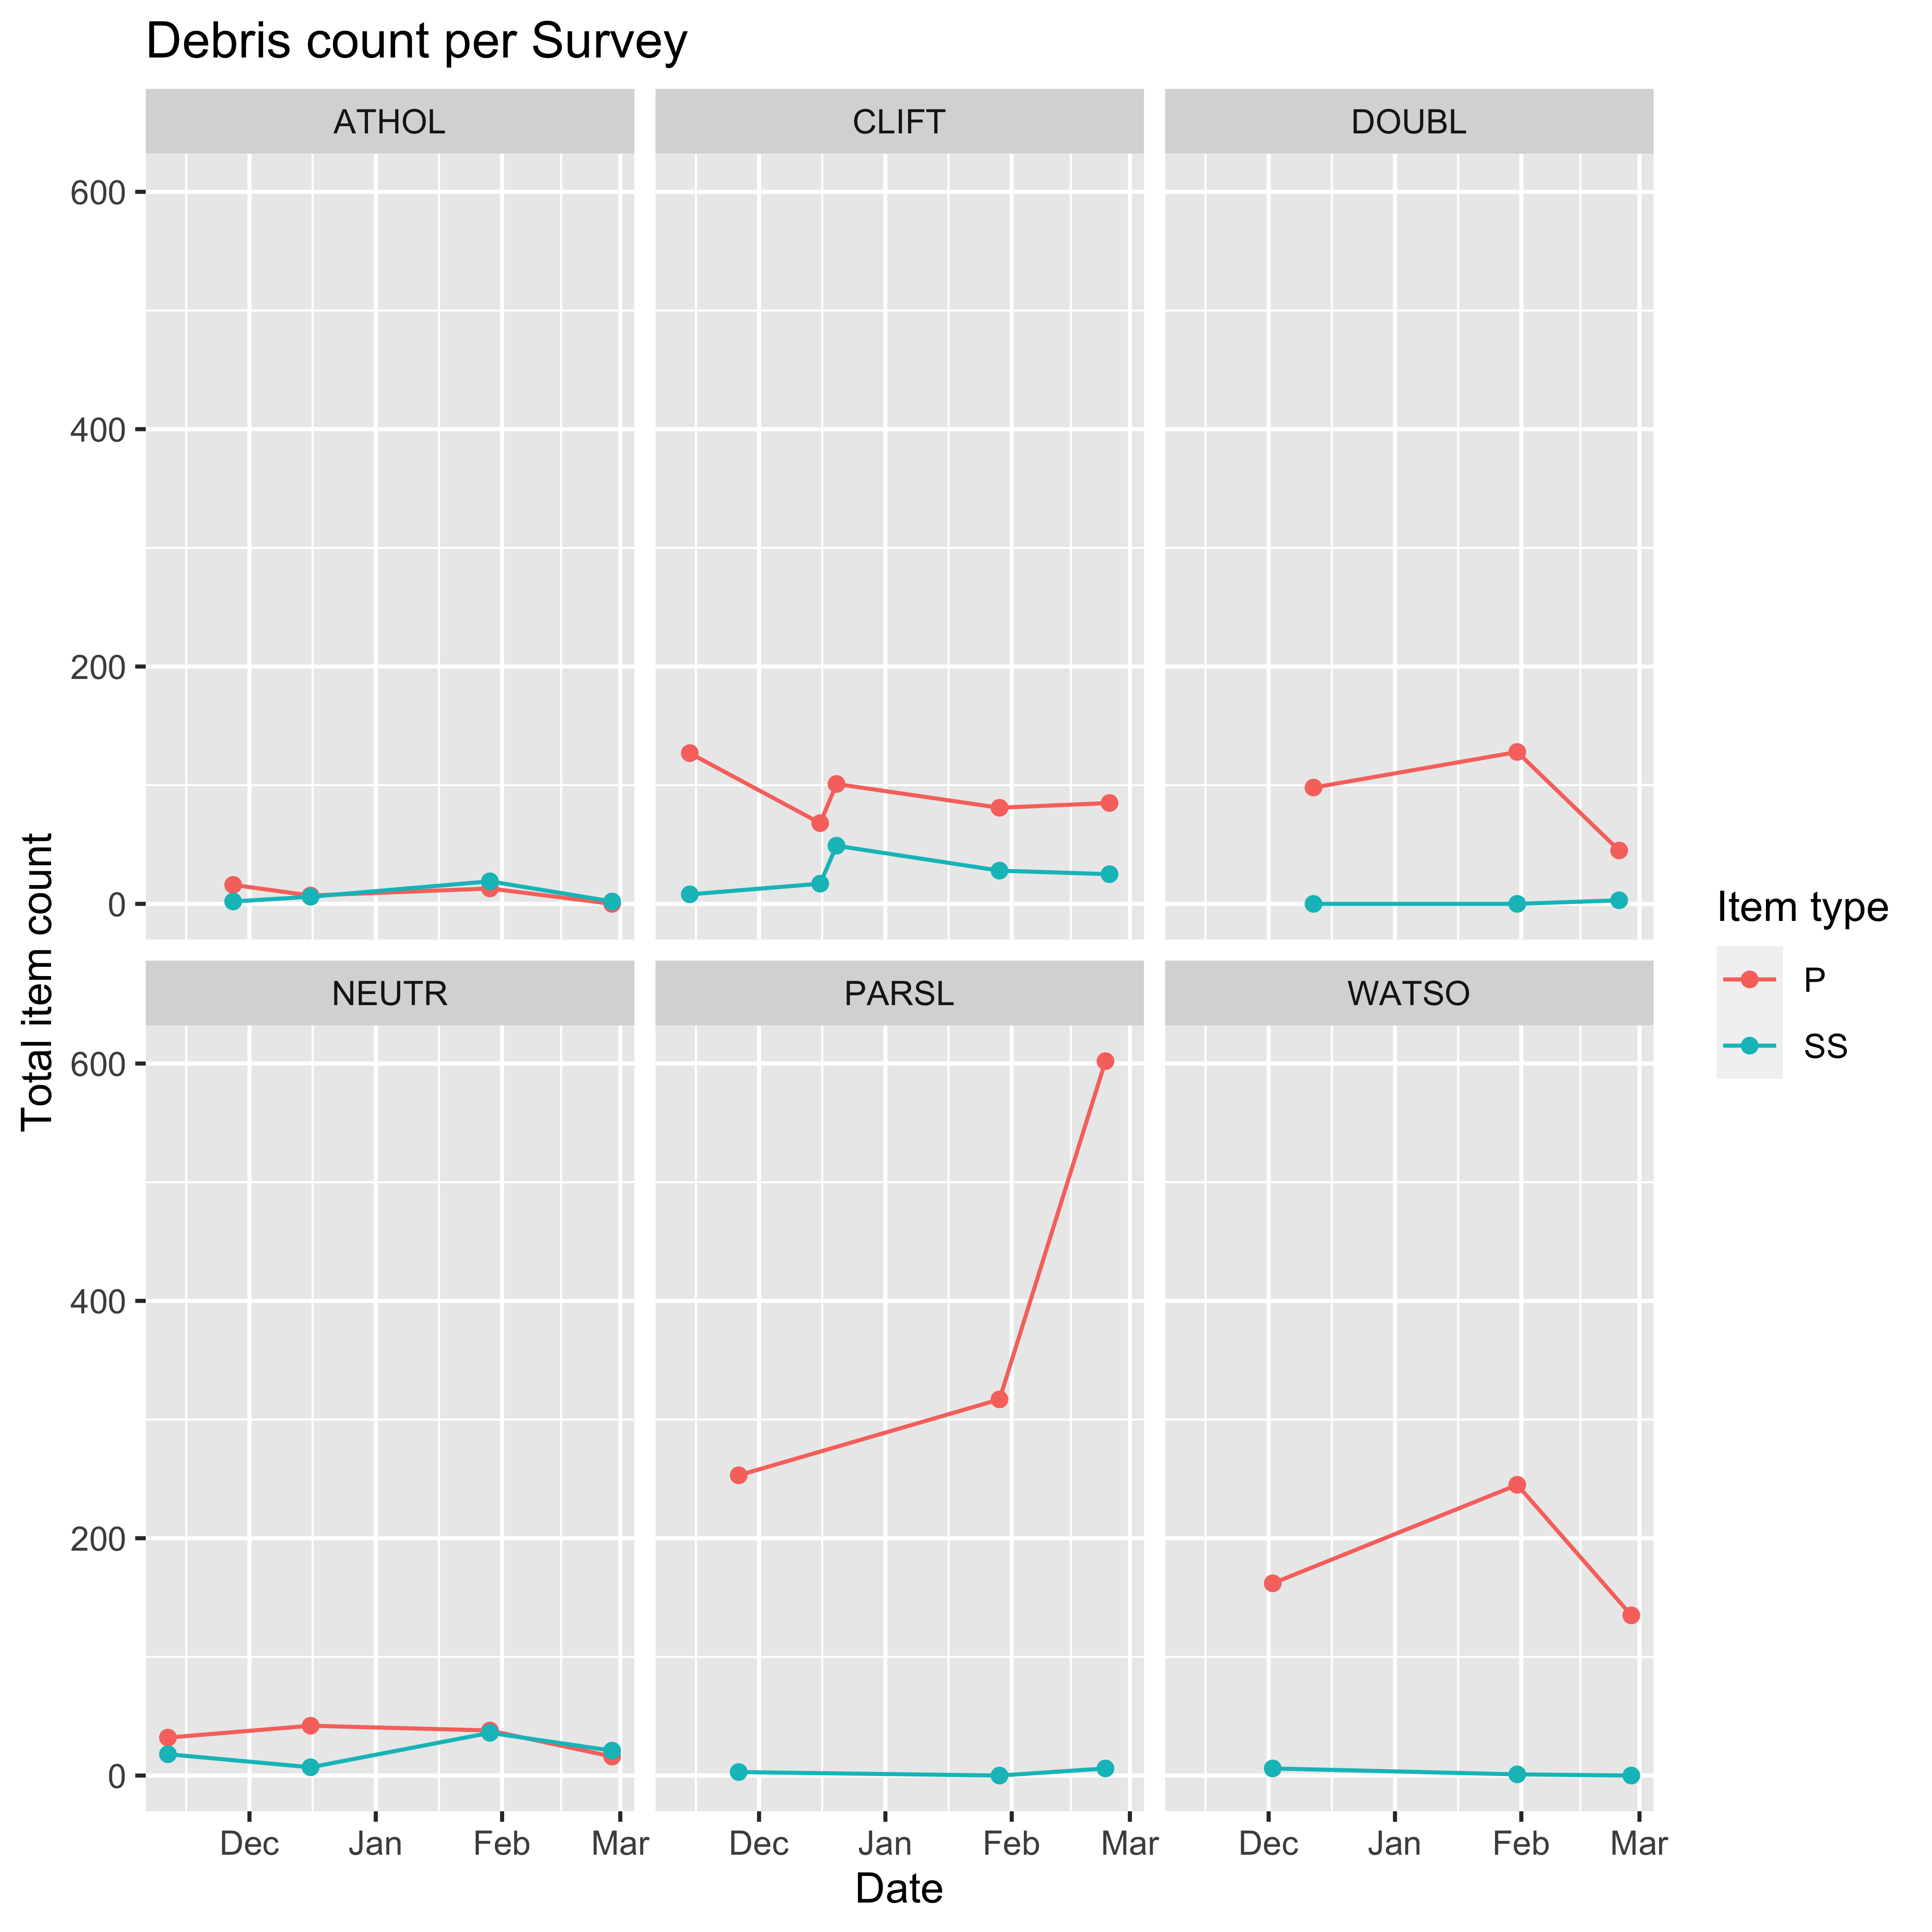 Debris count per Survey
ATHOL
CLIFT
DOUBL
600
400
200
0
NEUTR
PARSL
WATSO
600
400
200
0
Dec
Jan
Feb
Mar
Dec
Jan
Feb
Mar
Dec
Jan
Feb
Mar
Date
Total item count
Item type
P
SS